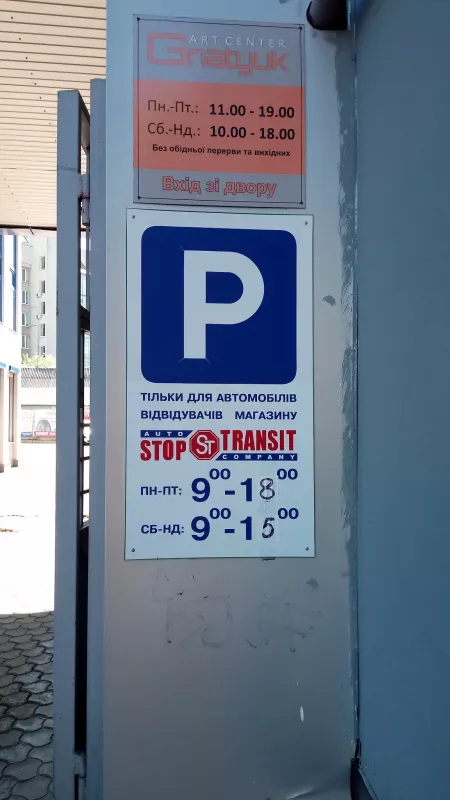 ART CENTER
Gnatyuk
Пн.-Пт.: 11.00 - 19.00
Сб.-Нд.: 10.00 - 18.00
Без обідньої перерви та вихідних
Вхід зі двору
P
ТІЛЬКИ ДЛЯ АВТОМОБІЛІВ
ВІДВІДУВАЧІВ МАГАЗИНУ
AUTO
STOP ST TRANSIT
COMPANY
ПН-ПТ: 9⁰⁰-18⁰⁰
СБ-НД: 9⁰⁰-15⁰⁰